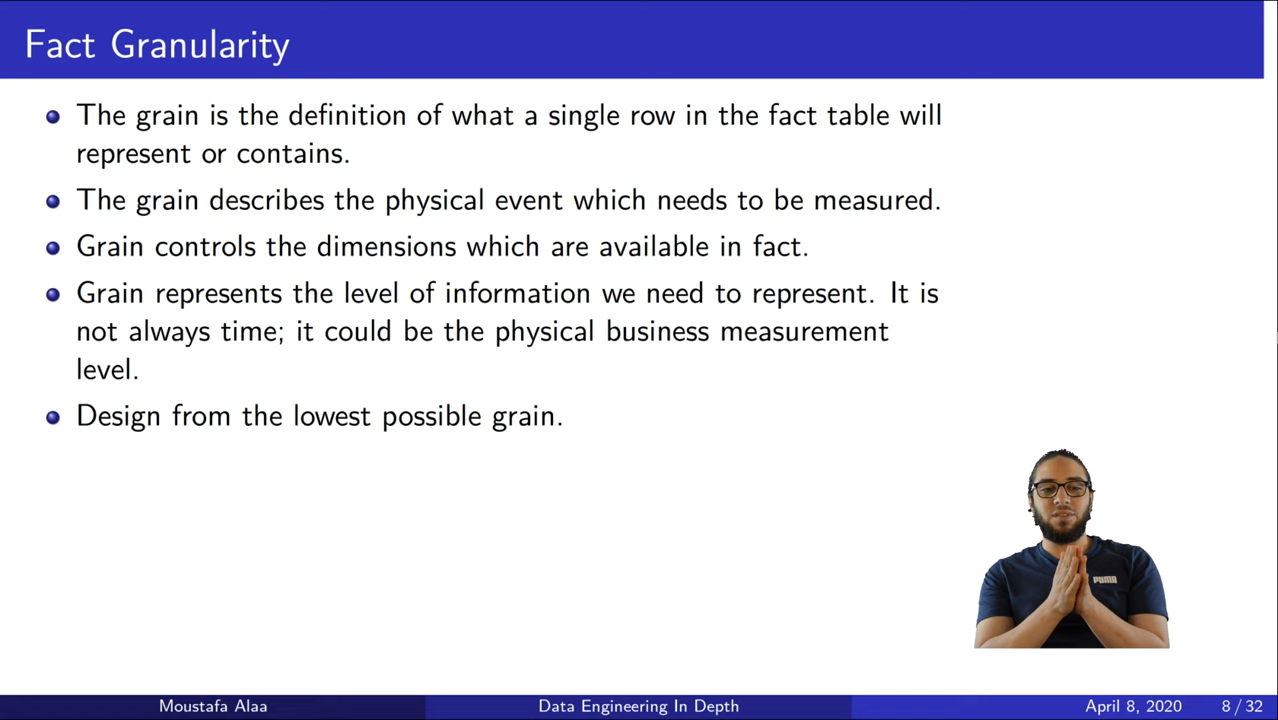 Fact Granularity
The grain is the definition of what a single row in the fact table will
represent or contains.
The grain describes the physical event which needs to be measured.
Grain controls the dimensions which are available in fact.
Grain represents the level of information we need to represent. It is
not always time; it could be the physical business measurement
level.
Design from the lowest possible grain.
PUMA
Moustafa Alaa
Data Engineering In Depth
April 8, 2020
8 / 32